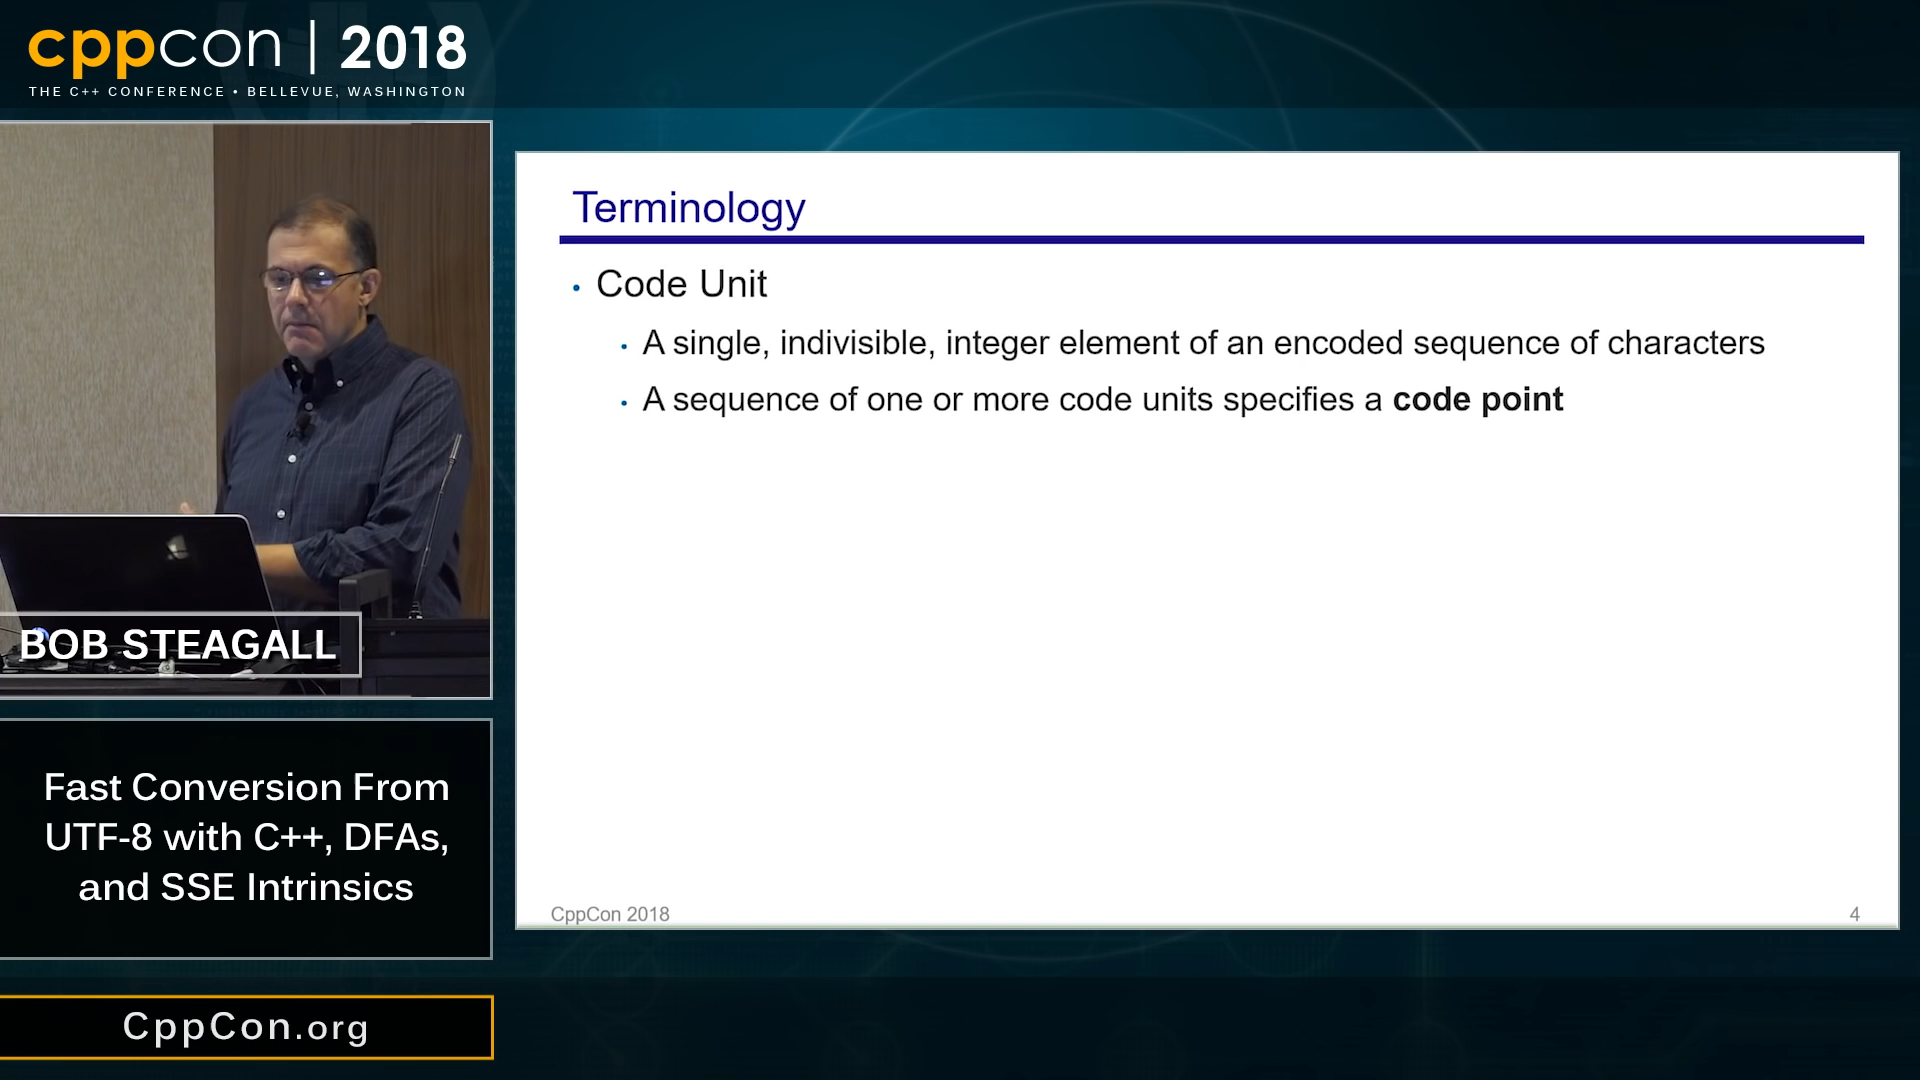 cppcon | 2018
THE C++ CONFERENCE • BELLEVUE, WASHINGTON
BOB STEAGALL
Fast Conversion From
UTF-8 with C++, DFAs,
and SSE Intrinsics
CppCon.org
Terminology
• Code Unit
• A single, indivisible, integer element of an encoded sequence of characters
• A sequence of one or more code units specifies a code point
CppCon 2018
4